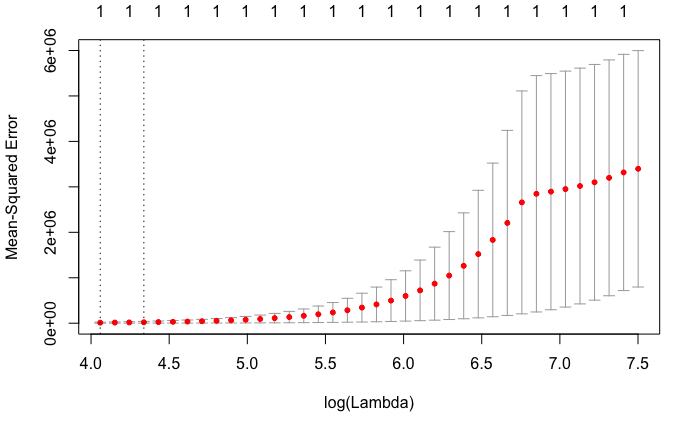 1 1 1 1 1 1 1 1 1 1 1 1 1 1 1 1 1 1 1
6e+06
4e+06
2e+06
0e+00
Mean-Squared Error
4.0 4.5 5.0 5.5 6.0 6.5 7.0 7.5
log(Lambda)